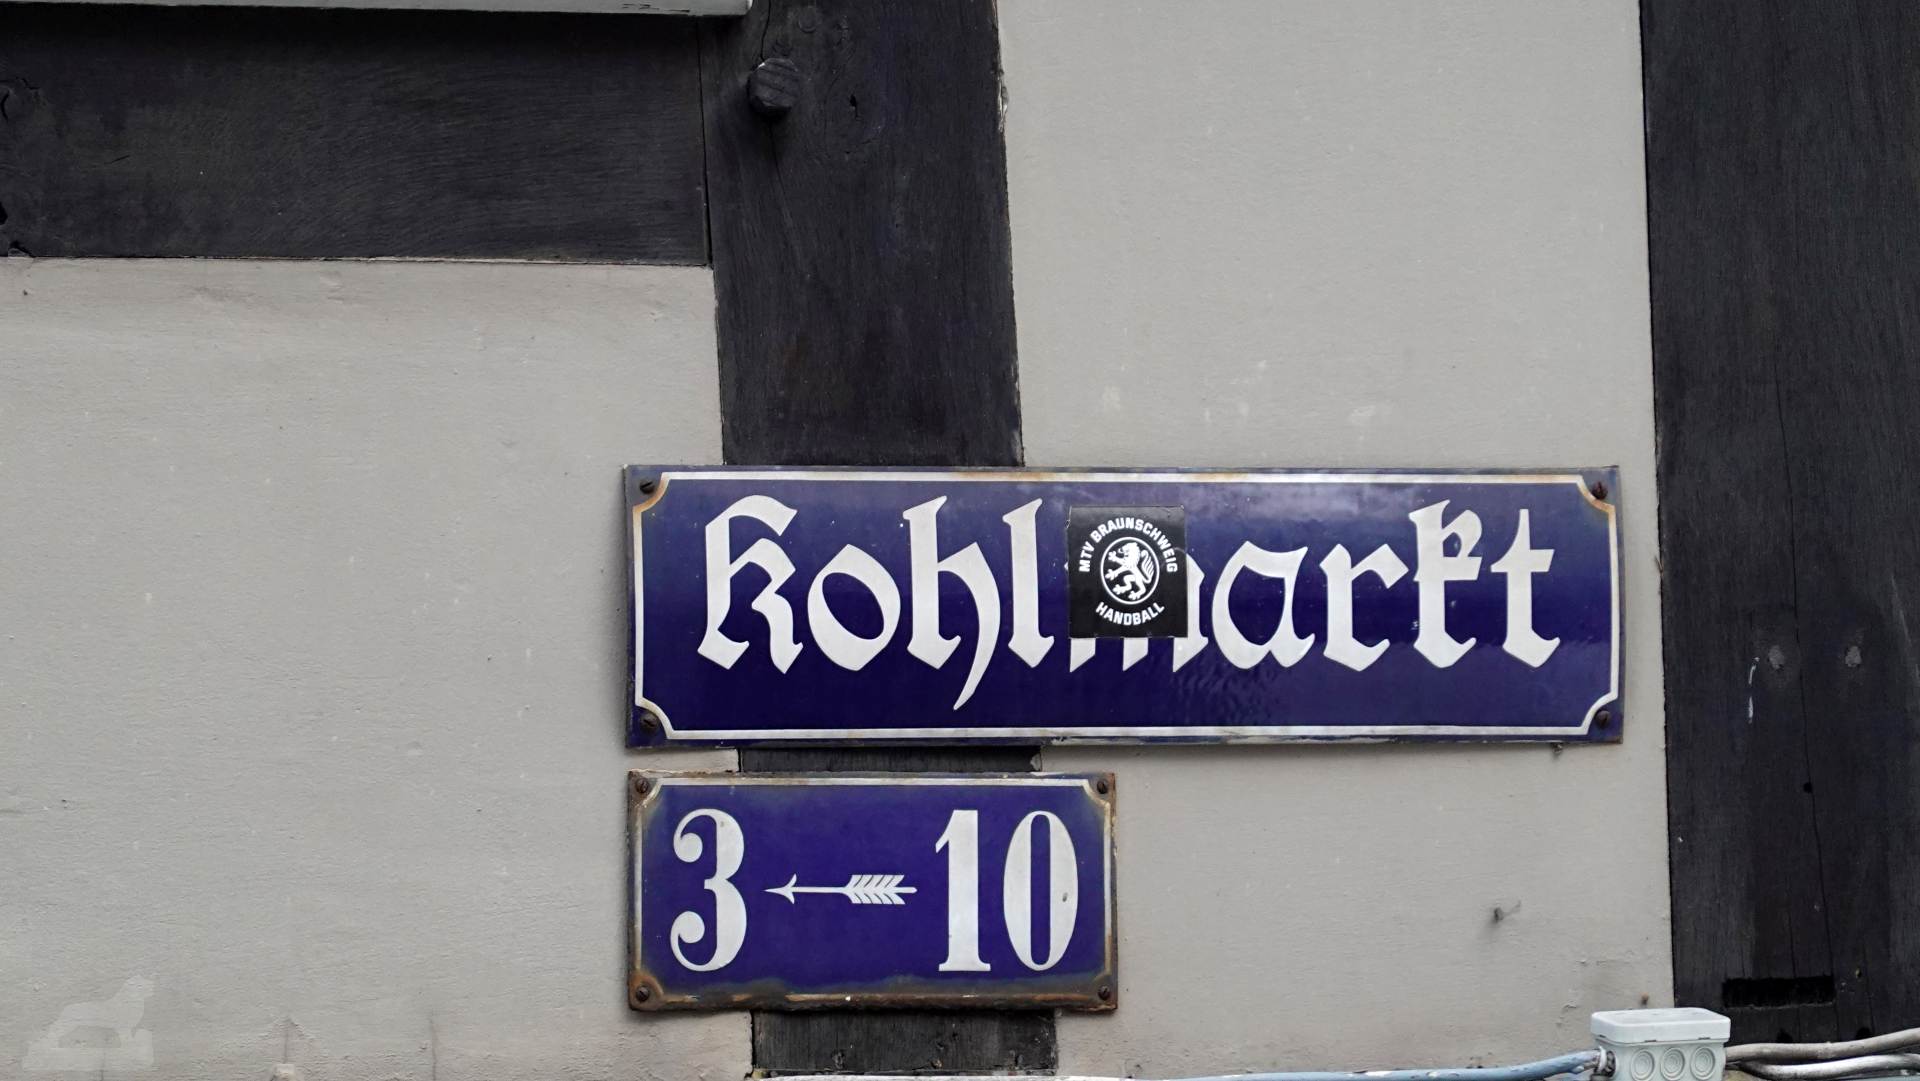 Kohlmarkt
MTV BRAUNSCHWEIG
HANDBALL
3 ← 10